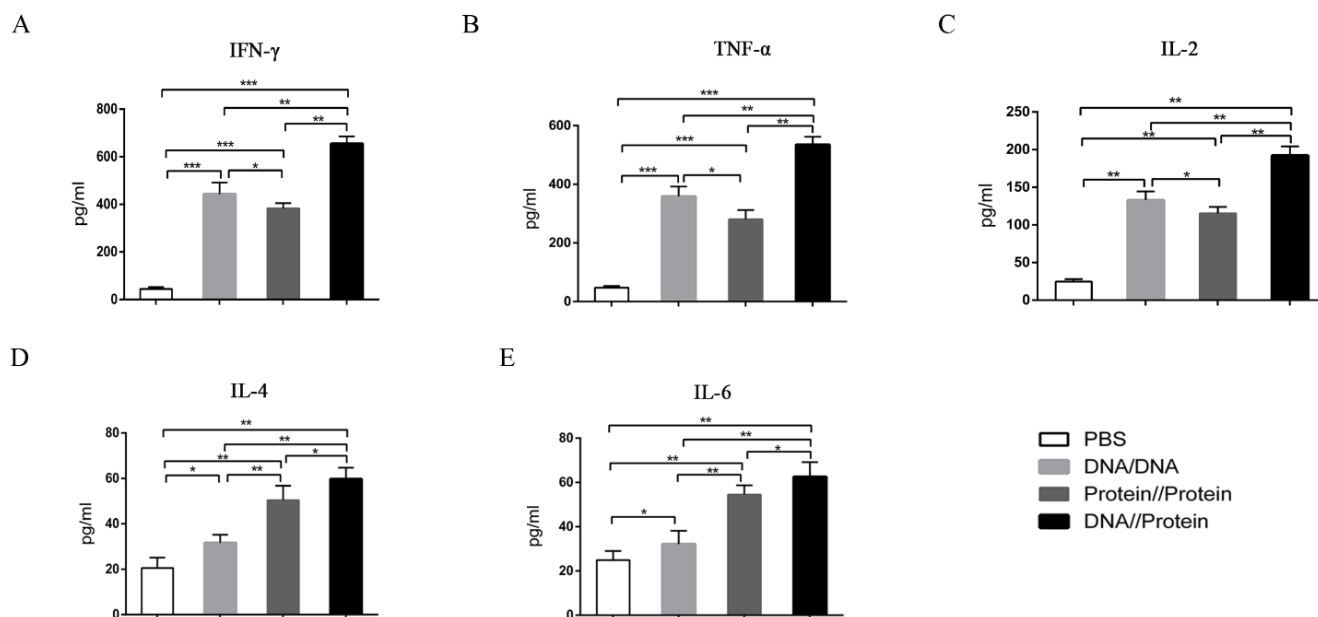 A
IFN-γ
***
**
**
***
***
*
pg/ml
800
600
400
200
0
B
TNF-α
***
**
**
***
***
*
pg/ml
600
400
600
0
C
IL-2
**
**
**
**
**
*
pg/ml
250
200
150
100
50
0
D
IL-4
**
**
**
*
*
**
pg/ml
80
60
40
20
0
E
IL-6
**
**
**
*
**
*
pg/ml
80
60
40
20
0
PBS
DNA/DNA
Protein//Protein
DNA//Protein